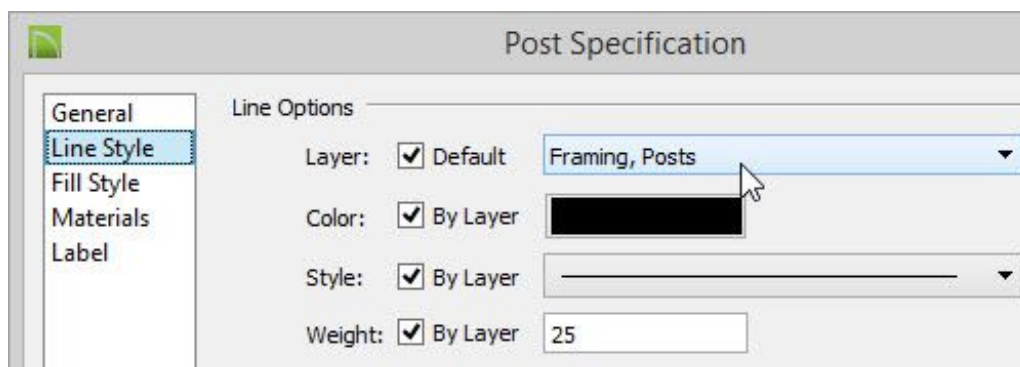 Post Specification
General
Line Style
Fill Style
Materials
Label
Line Options
Layer: Default Framing, Posts
Color: By Layer
Style: By Layer
Weight: By Layer 25